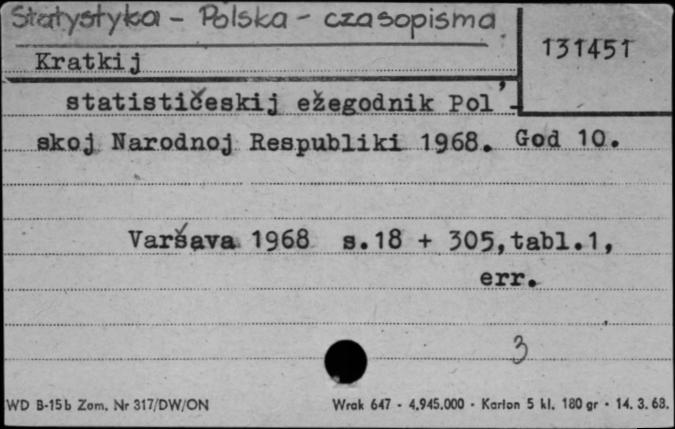 Statystyka - Polska - czasopisma
131451
Kratkij
statističeskij ežegodnik Pol'-
skoj Narodnoj Respubliki 1968. God 10.
Varšava 1968 s.18 + 305,tabl.1,
err.
3
WD B-15b Zam. Nr 317/DW/ON
Wrak 647 - 4.945.000 - Karton 5 kl. 180 gr - 14. 3. 68.